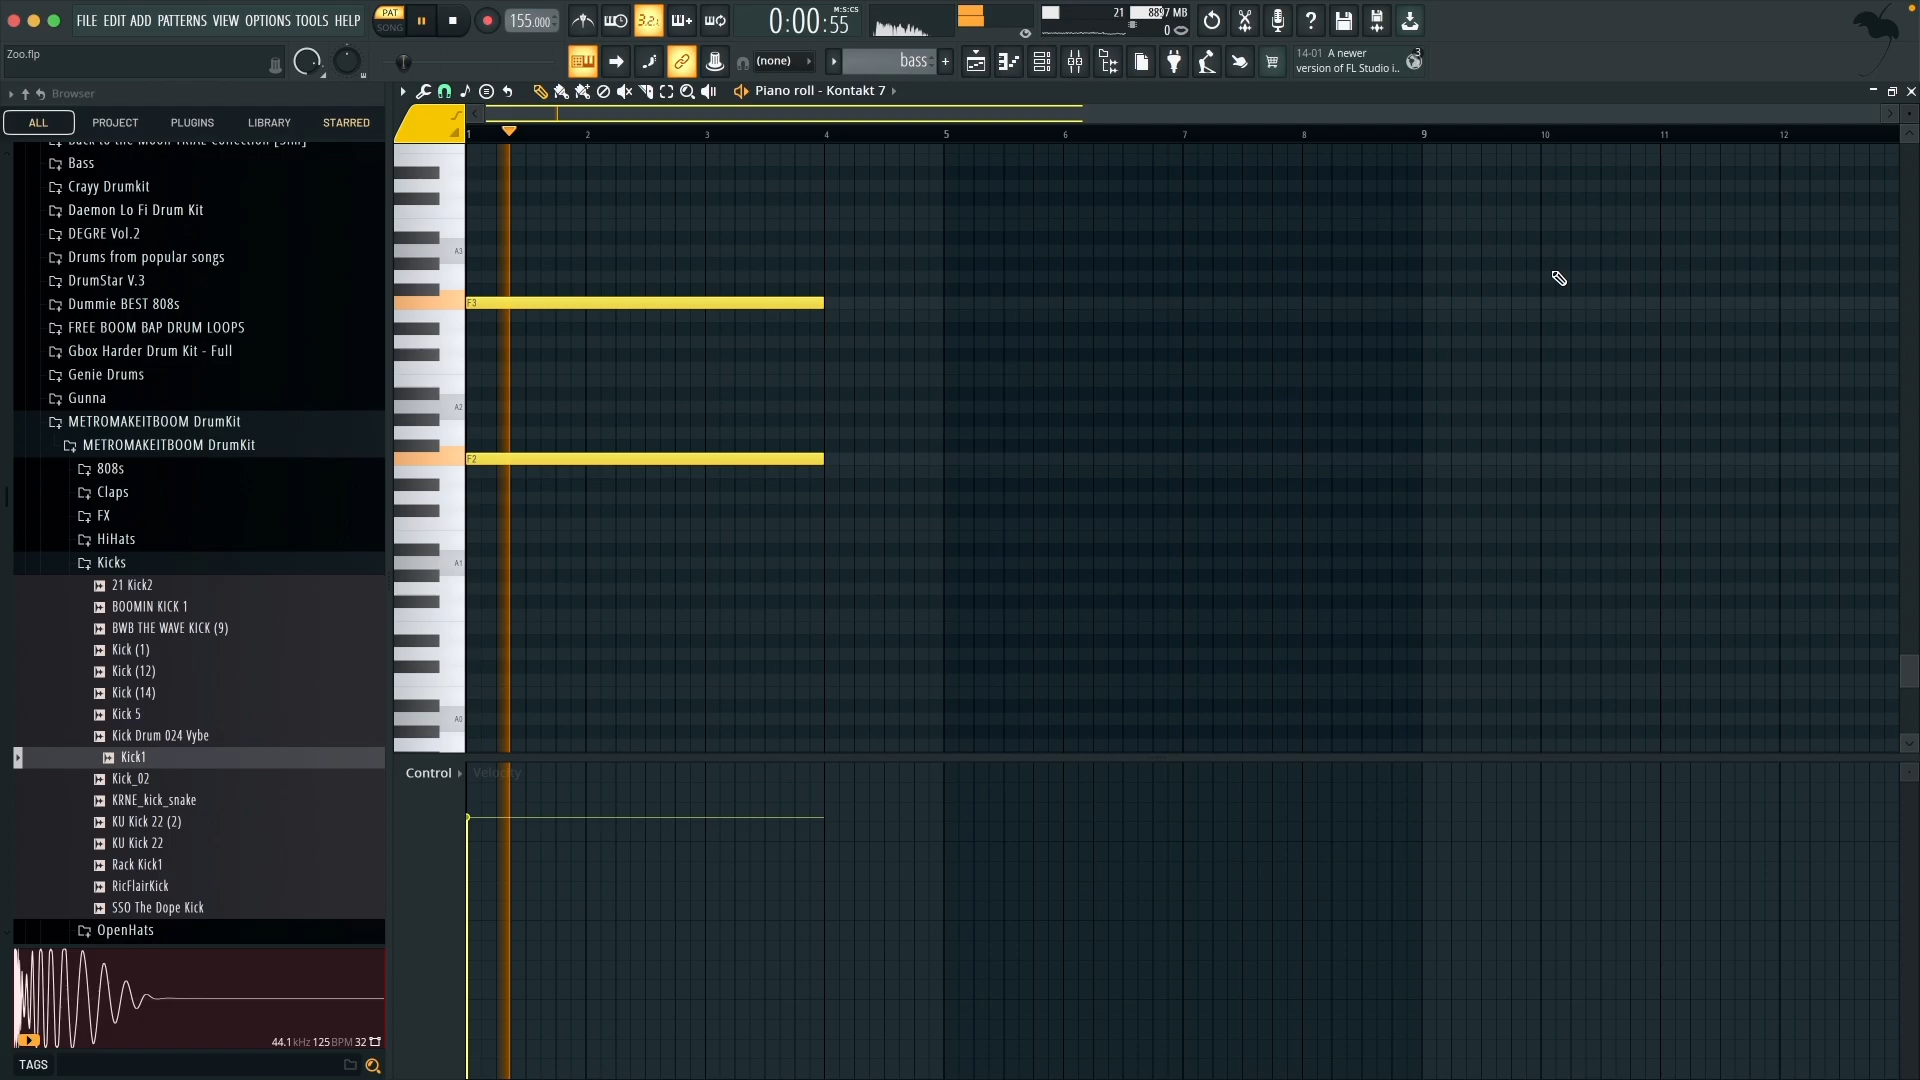 FILE EDIT ADD PATTERNS VIEW OPTIONS TOOLS HELP
PAT
SONG
155.000
3.2.1
0:00:55
M:S:CS
21
8897 MB
0
Zoo.flp
(none)
bass
14-01 A newer
version of FL Studio i..
3
Browser
Piano roll - Kontakt 7
ALL
PROJECT
PLUGINS
LIBRARY
STARRED
1 2 3 4 5 6 7 8 9 10 11 12
Bass
Crayy Drumkit
Daemon Lo Fi Drum Kit
DEGRE Vol.2
Drums from popular songs
DrumStar V.3
Dummie BEST 808s
FREE BOOM BAP DRUM LOOPS
Gbox Harder Drum Kit - Full
Genie Drums
Gunna
METROMAKEITBOOM DrumKit
METROMAKEITBOOM DrumKit
808s
Claps
FX
HiHats
Kicks
21 Kick2
BOOMIN KICK 1
BWB THE WAVE KICK (9)
Kick (1)
Kick (12)
Kick (14)
Kick 5
Kick Drum 024 Vybe
Kick1
Kick_02
KRNE_kick_snake
KU Kick 22 (2)
KU Kick 22
Rack Kick1
RicFlairKick
SSO The Dope Kick
OpenHats
44.1kHz 125BPM 32
TAGS
A3
F3
A2
F2
A1
A0
Control
Velocity